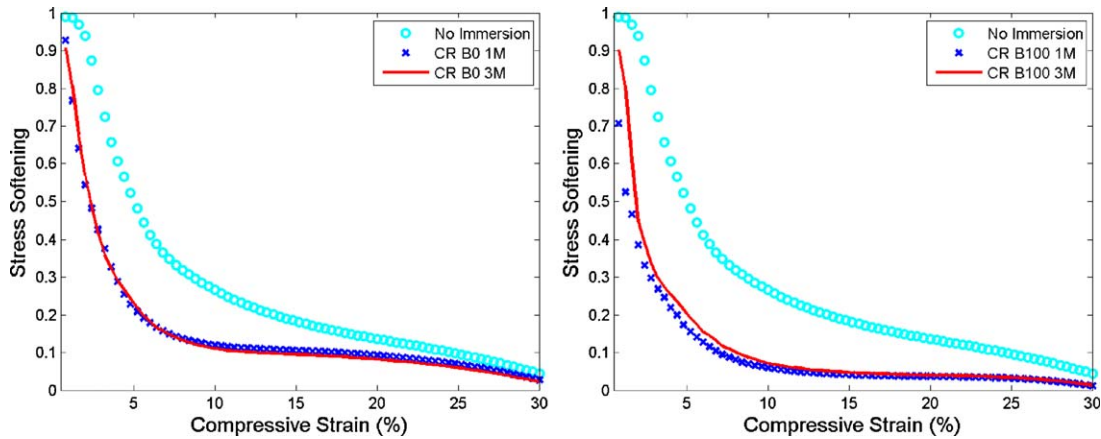 1
0.9
0.8
0.7
0.6
0.5
0.4
0.3
0.2
0.1
0
Stress Softening
No Immersion
CR B0 1M
CR B0 3M
5 10 15 20 25 30
Compressive Strain (%)
1
0.9
0.8
0.7
0.6
0.5
0.4
0.3
0.2
0.1
0
Stress Softening
No Immersion
CR B100 1M
CR B100 3M
5 10 15 20 25 30
Compressive Strain (%)